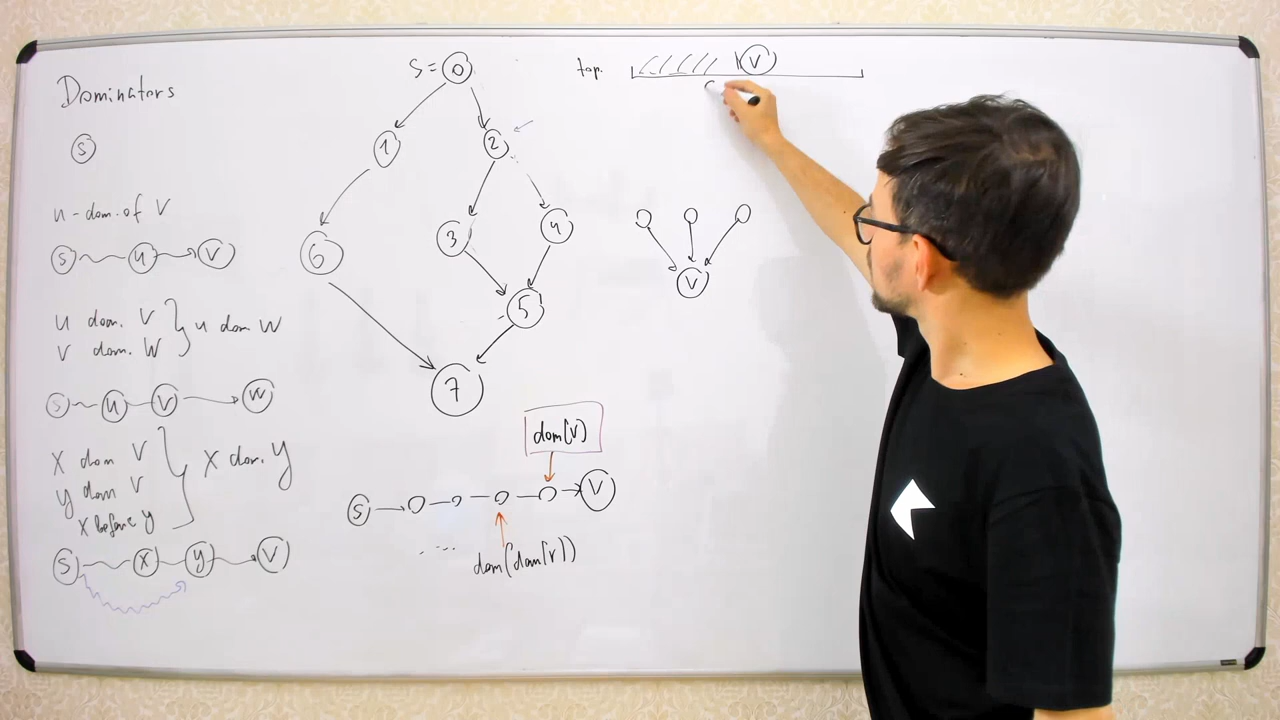 Dominators
S
u - dom. of v
S u v
u dom. v
v dom. w
u dom w
S u v w
x dom v
y dom v
x before y
x dom. y
S x y v
S = 0
1 2
6 3 4
5
7
dom[v]
S v
dom[dom[v]]
top. v
v